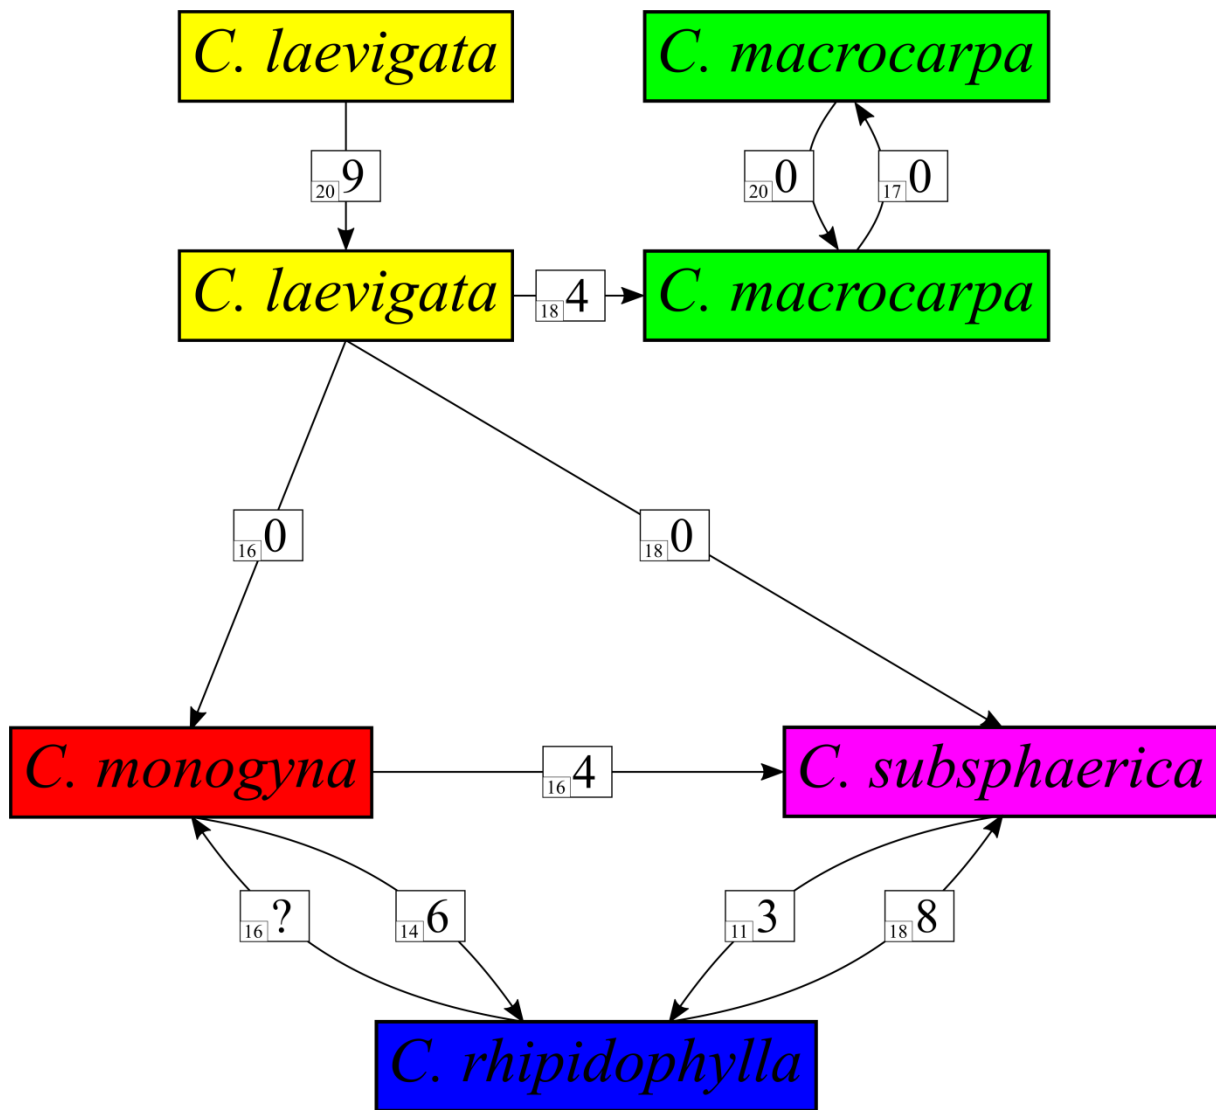 C. laevigata C. macrocarpa
20 9 20 0 17 0
C. laevigata 18 4 C. macrocarpa
16 0 18 0
C. monogyna 16 4 C. subsphaerica
16 ? 14 6 11 3 18 8
C. rhipidophylla